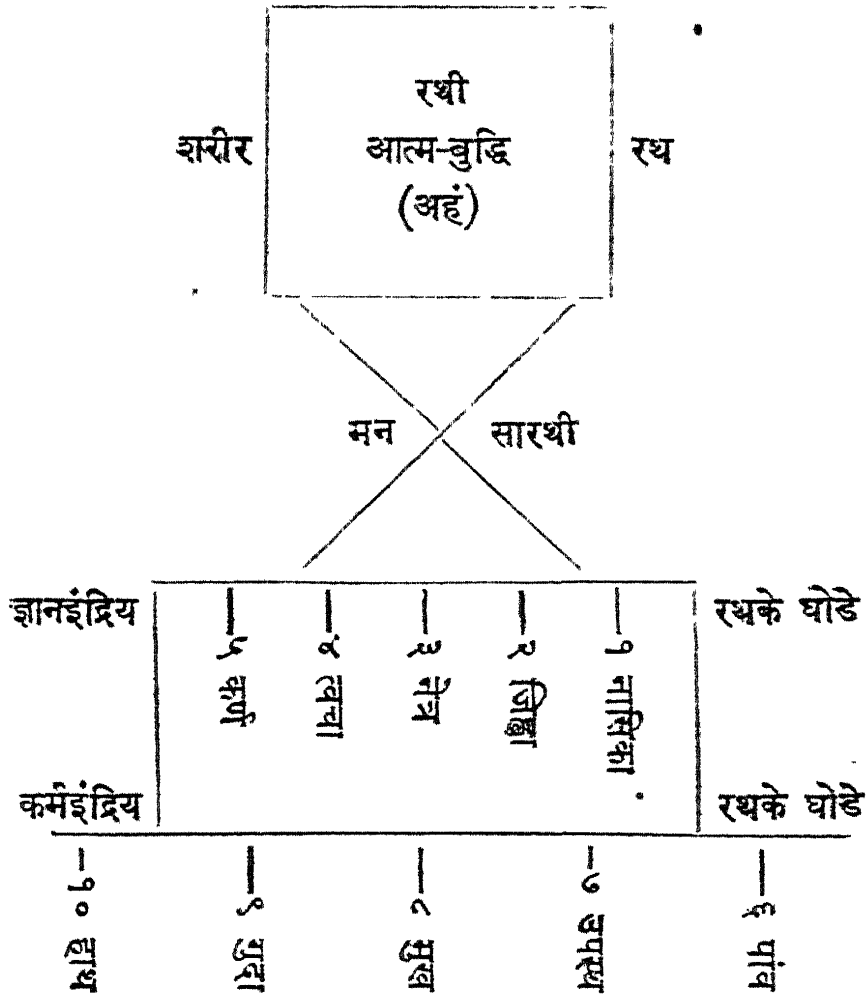 रथी
शरीर
आत्म-बुद्धि
रथ
(अहं)
मन
सारथी
ज्ञानइंद्रिय
रथके घोडे
१ नासिका
२ जिह्वा
३ नेत्र
४ त्वचा
५ कर्ण
कर्मइंद्रिय
रथके घोडे
६ पांव
७ उपस्थ
८ मुख
९ गुदा
१० हाथ